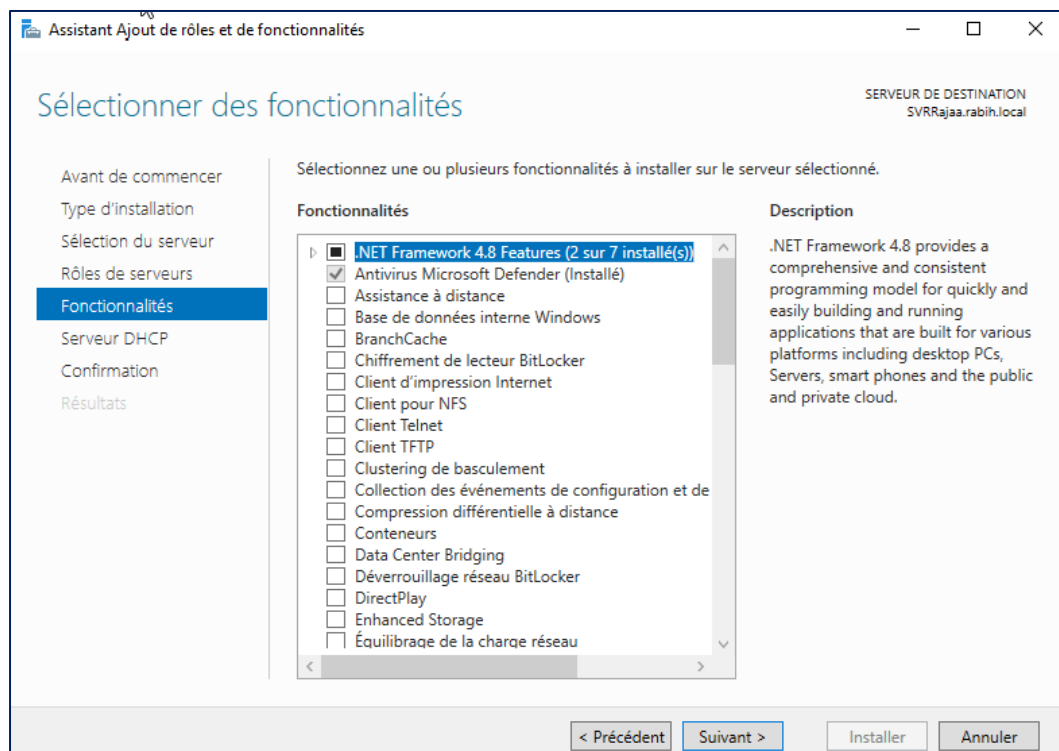 Assistant Ajout de rôles et de fonctionnalités
Sélectionner des fonctionnalités
SERVEUR DE DESTINATION
SVRRajaa.rabih.local
Avant de commencer
Type d'installation
Sélection du serveur
Rôles de serveurs
Fonctionnalités
Serveur DHCP
Confirmation
Résultats
Sélectionnez une ou plusieurs fonctionnalités à installer sur le serveur sélectionné.
Fonctionnalités
.NET Framework 4.8 Features (2 sur 7 installé(s))
Antivirus Microsoft Defender (Installé)
Assistance à distance
Base de données interne Windows
BranchCache
Chiffrement de lecteur BitLocker
Client d'impression Internet
Client pour NFS
Client Telnet
Client TFTP
Clustering de basculement
Collection des événements de configuration et de
Compression différentielle à distance
Conteneurs
Data Center Bridging
Déverrouillage réseau BitLocker
DirectPlay
Enhanced Storage
Équilibrage de la charge réseau
Description
.NET Framework 4.8 provides a
comprehensive and consistent
programming model for quickly and
easily building and running
applications that are built for various
platforms including desktop PCs,
Servers, smart phones and the public
and private cloud.
< Précédent
Suivant >
Installer
Annuler